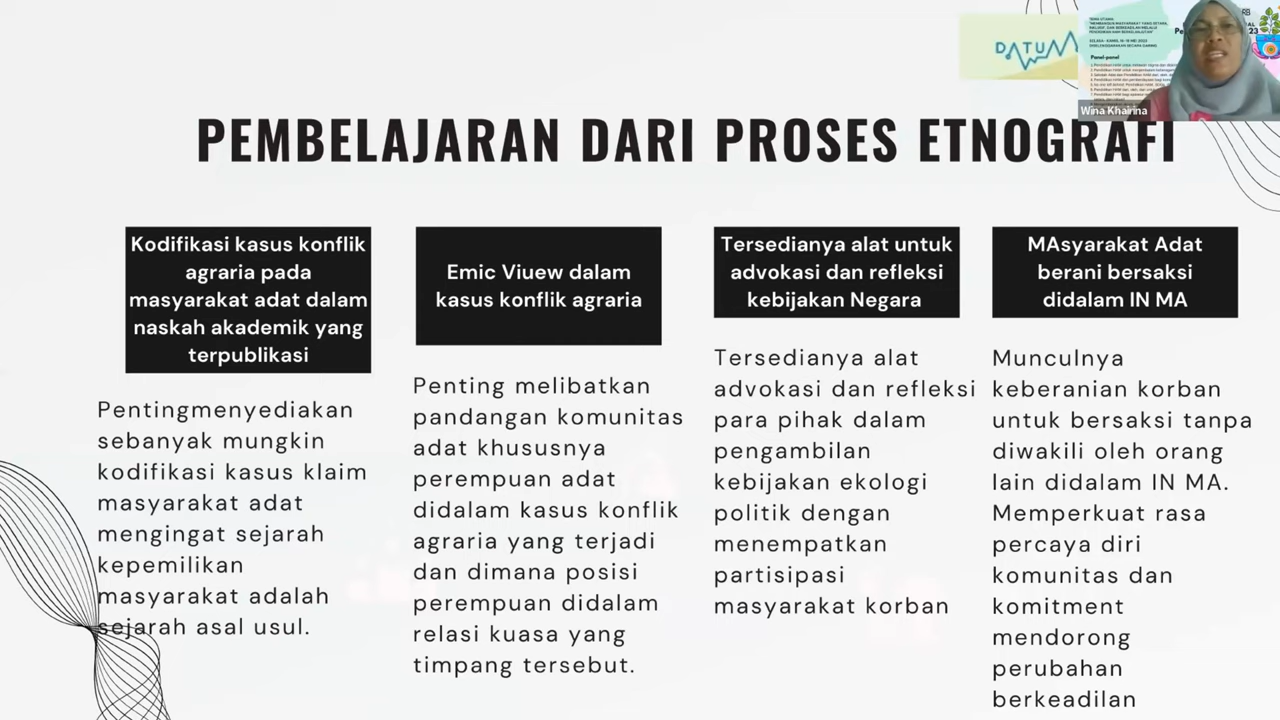 DATUM
TEMA UTAMA:
Panel-panel
Wina Khairina
PEMBELAJARAN DARI PROSES ETNOGRAFI
Kodifikasi kasus konflik
agraria pada
masyarakat adat dalam
naskah akademik yang
terpublikasi
Pentingmenyediakan
sebanyak mungkin
kodifikasi kasus klaim
masyarakat adat
mengingat sejarah
kepemilikan
masyarakat adalah
sejarah asal usul.
Emic Viuew dalam
kasus konflik agraria
Penting melibatkan
pandangan komunitas
adat khususnya
perempuan adat
didalam kasus konflik
agraria yang terjadi
dan dimana posisi
perempuan didalam
relasi kuasa yang
timpang tersebut.
Tersedianya alat untuk
advokasi dan refleksi
kebijakan Negara
Tersedianya alat
advokasi dan refleksi
para pihak dalam
pengambilan
kebijakan ekologi
politik dengan
menempatkan
partisipasi
masyarakat korban
MAsyarakat Adat
berani bersaksi
didalam IN MA
Munculnya
keberanian korban
untuk bersaksi tanpa
diwakili oleh orang
lain didalam IN MA.
Memperkuat rasa
percaya diri
komunitas dan
komitment
mendorong
perubahan
berkeadilan